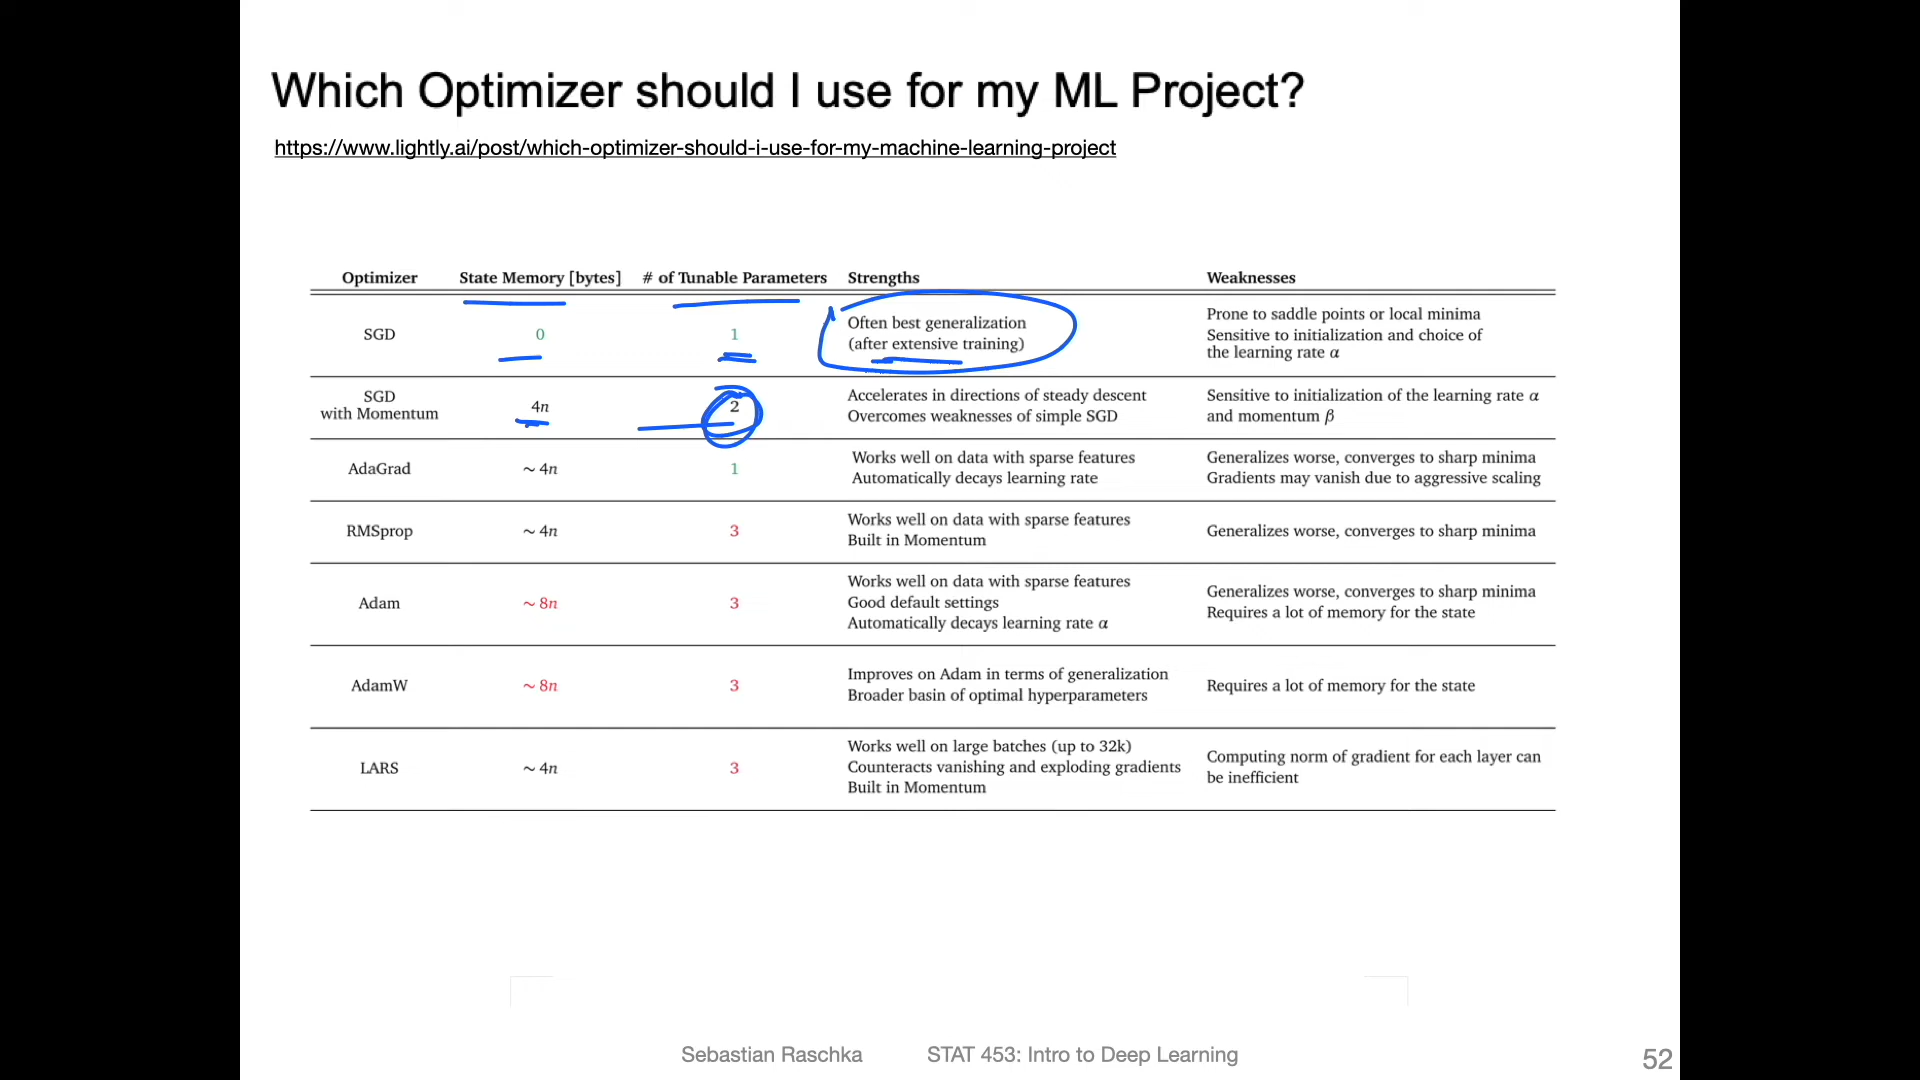 Which Optimizer should I use for my ML Project?
https://www.lightly.ai/post/which-optimizer-should-i-use-for-my-machine-learning-project
Optimizer State Memory [bytes] # of Tunable Parameters Strengths Weaknesses
SGD 0 1 Often best generalization Prone to saddle points or local minima
(after extensive training) Sensitive to initialization and choice of
the learning rate α
SGD 4n 2 Accelerates in directions of steady descent Sensitive to initialization of the learning rate α
with Momentum Overcomes weaknesses of simple SGD and momentum β
AdaGrad ~ 4n 1 Works well on data with sparse features Generalizes worse, converges to sharp minima
Automatically decays learning rate Gradients may vanish due to aggressive scaling
RMSprop ~ 4n 3 Works well on data with sparse features Generalizes worse, converges to sharp minima
Built in Momentum
Adam ~ 8n 3 Works well on data with sparse features Generalizes worse, converges to sharp minima
Good default settings Requires a lot of memory for the state
Automatically decays learning rate α
AdamW ~ 8n 3 Improves on Adam in terms of generalization Requires a lot of memory for the state
Broader basin of optimal hyperparameters
LARS ~ 4n 3 Works well on large batches (up to 32k) Computing norm of gradient for each layer can
Counteracts vanishing and exploding gradients be inefficient
Built in Momentum
Sebastian Raschka STAT 453: Intro to Deep Learning 52